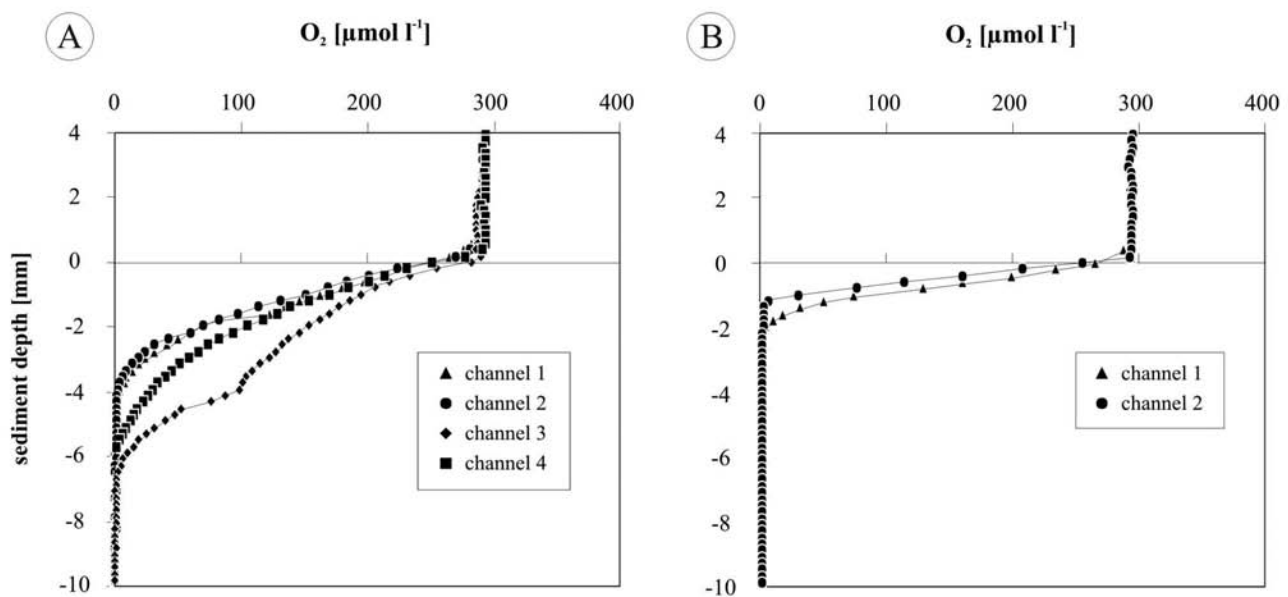 A
O₂ [µmol l⁻¹]
0 100 200 300 400
4
2
0
-2
-4
-6
-8
-10
sediment depth [mm]
channel 1
channel 2
channel 3
channel 4
B
O₂ [µmol l⁻¹]
0 100 200 300 400
4
2
0
-2
-4
-6
-8
-10
channel 1
channel 2